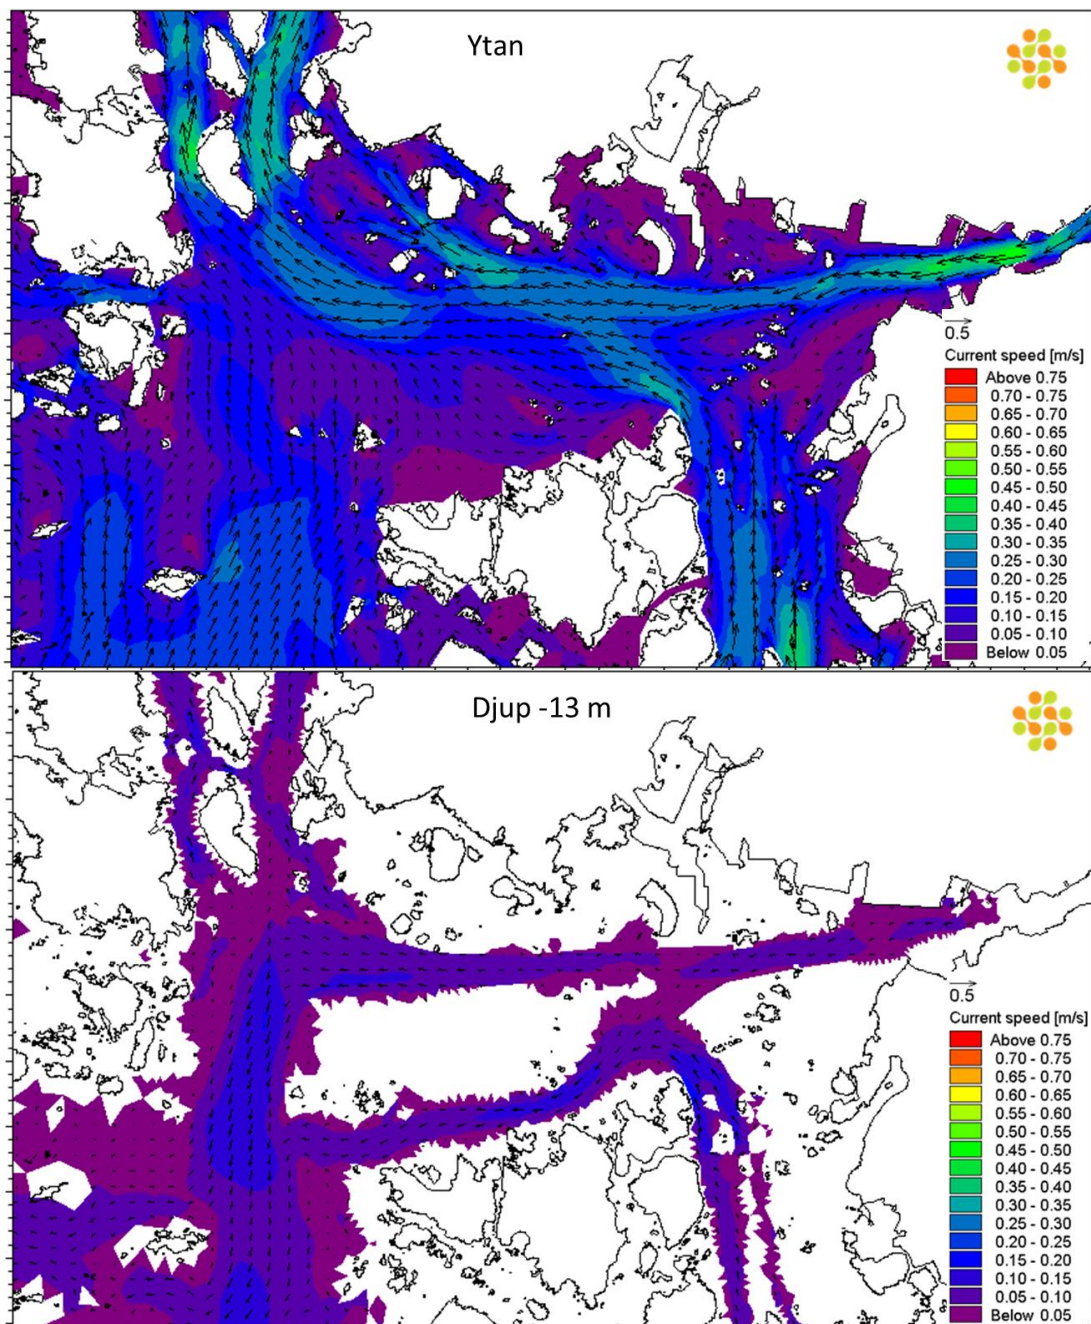 Ytan
0.5
Current speed [m/s]
Above 0.75
0.70 - 0.75
0.65 - 0.70
0.60 - 0.65
0.55 - 0.60
0.50 - 0.55
0.45 - 0.50
0.40 - 0.45
0.35 - 0.40
0.30 - 0.35
0.25 - 0.30
0.20 - 0.25
0.15 - 0.20
0.10 - 0.15
0.05 - 0.10
Below 0.05
Djup -13 m
0.5
Current speed [m/s]
Above 0.75
0.70 - 0.75
0.65 - 0.70
0.60 - 0.65
0.55 - 0.60
0.50 - 0.55
0.45 - 0.50
0.40 - 0.45
0.35 - 0.40
0.30 - 0.35
0.25 - 0.30
0.20 - 0.25
0.15 - 0.20
0.10 - 0.15
0.05 - 0.10
Below 0.05